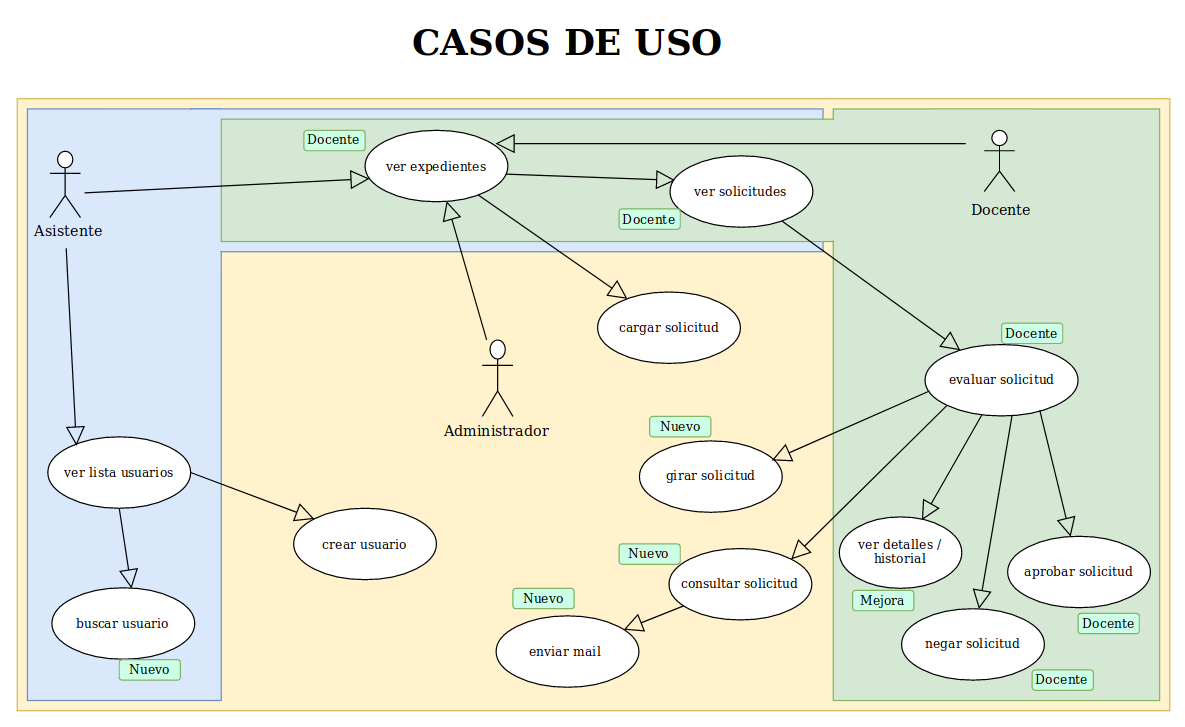 CASOS DE USO
Docente
ver expedientes
ver solicitudes
Docente
Docente
Asistente
cargar solicitud
Docente
evaluar solicitud
Administrador
Nuevo
girar solicitud
ver lista usuarios
crear usuario
ver detalles /
historial
Mejora
aprobar solicitud
Docente
Nuevo
consultar solicitud
Nuevo
enviar mail
negar solicitud
Docente
buscar usuario
Nuevo